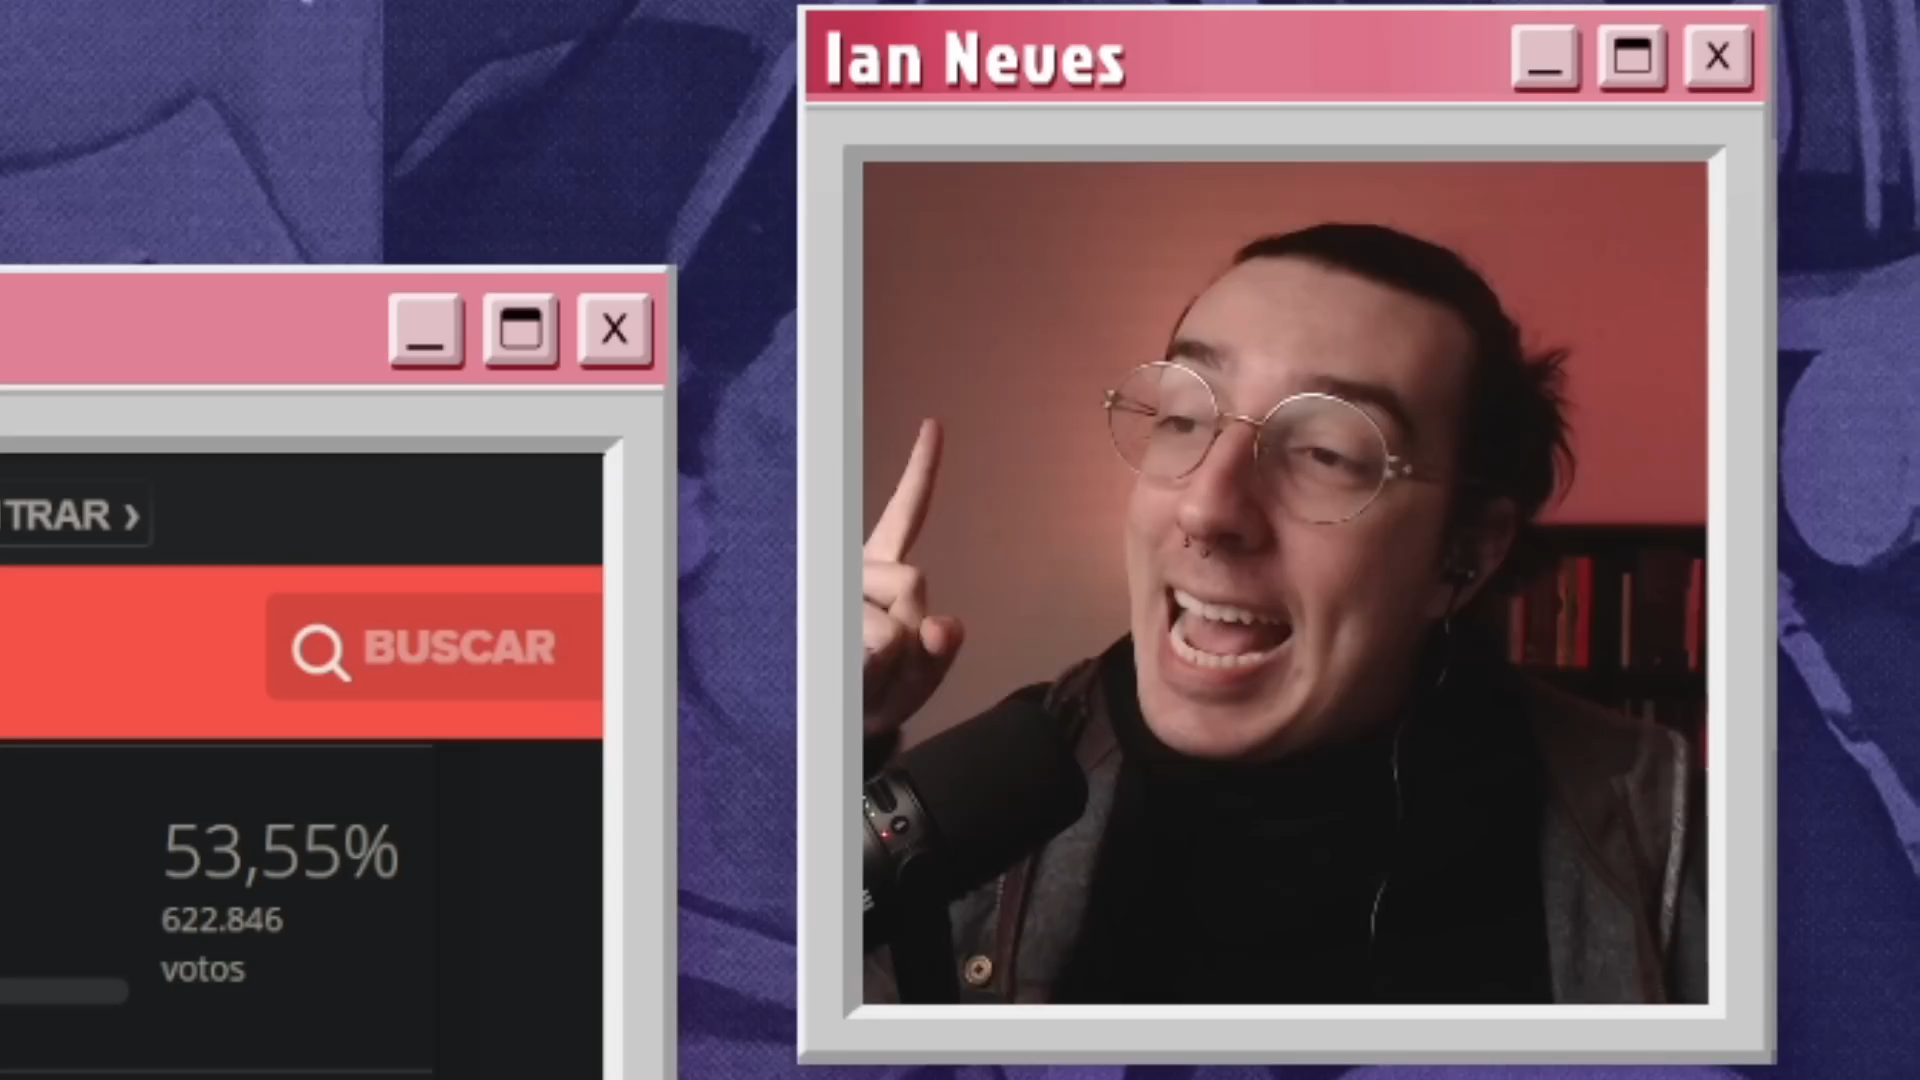 Ian Neves
TRAR ›
BUSCAR
53,55%
622.846
votos